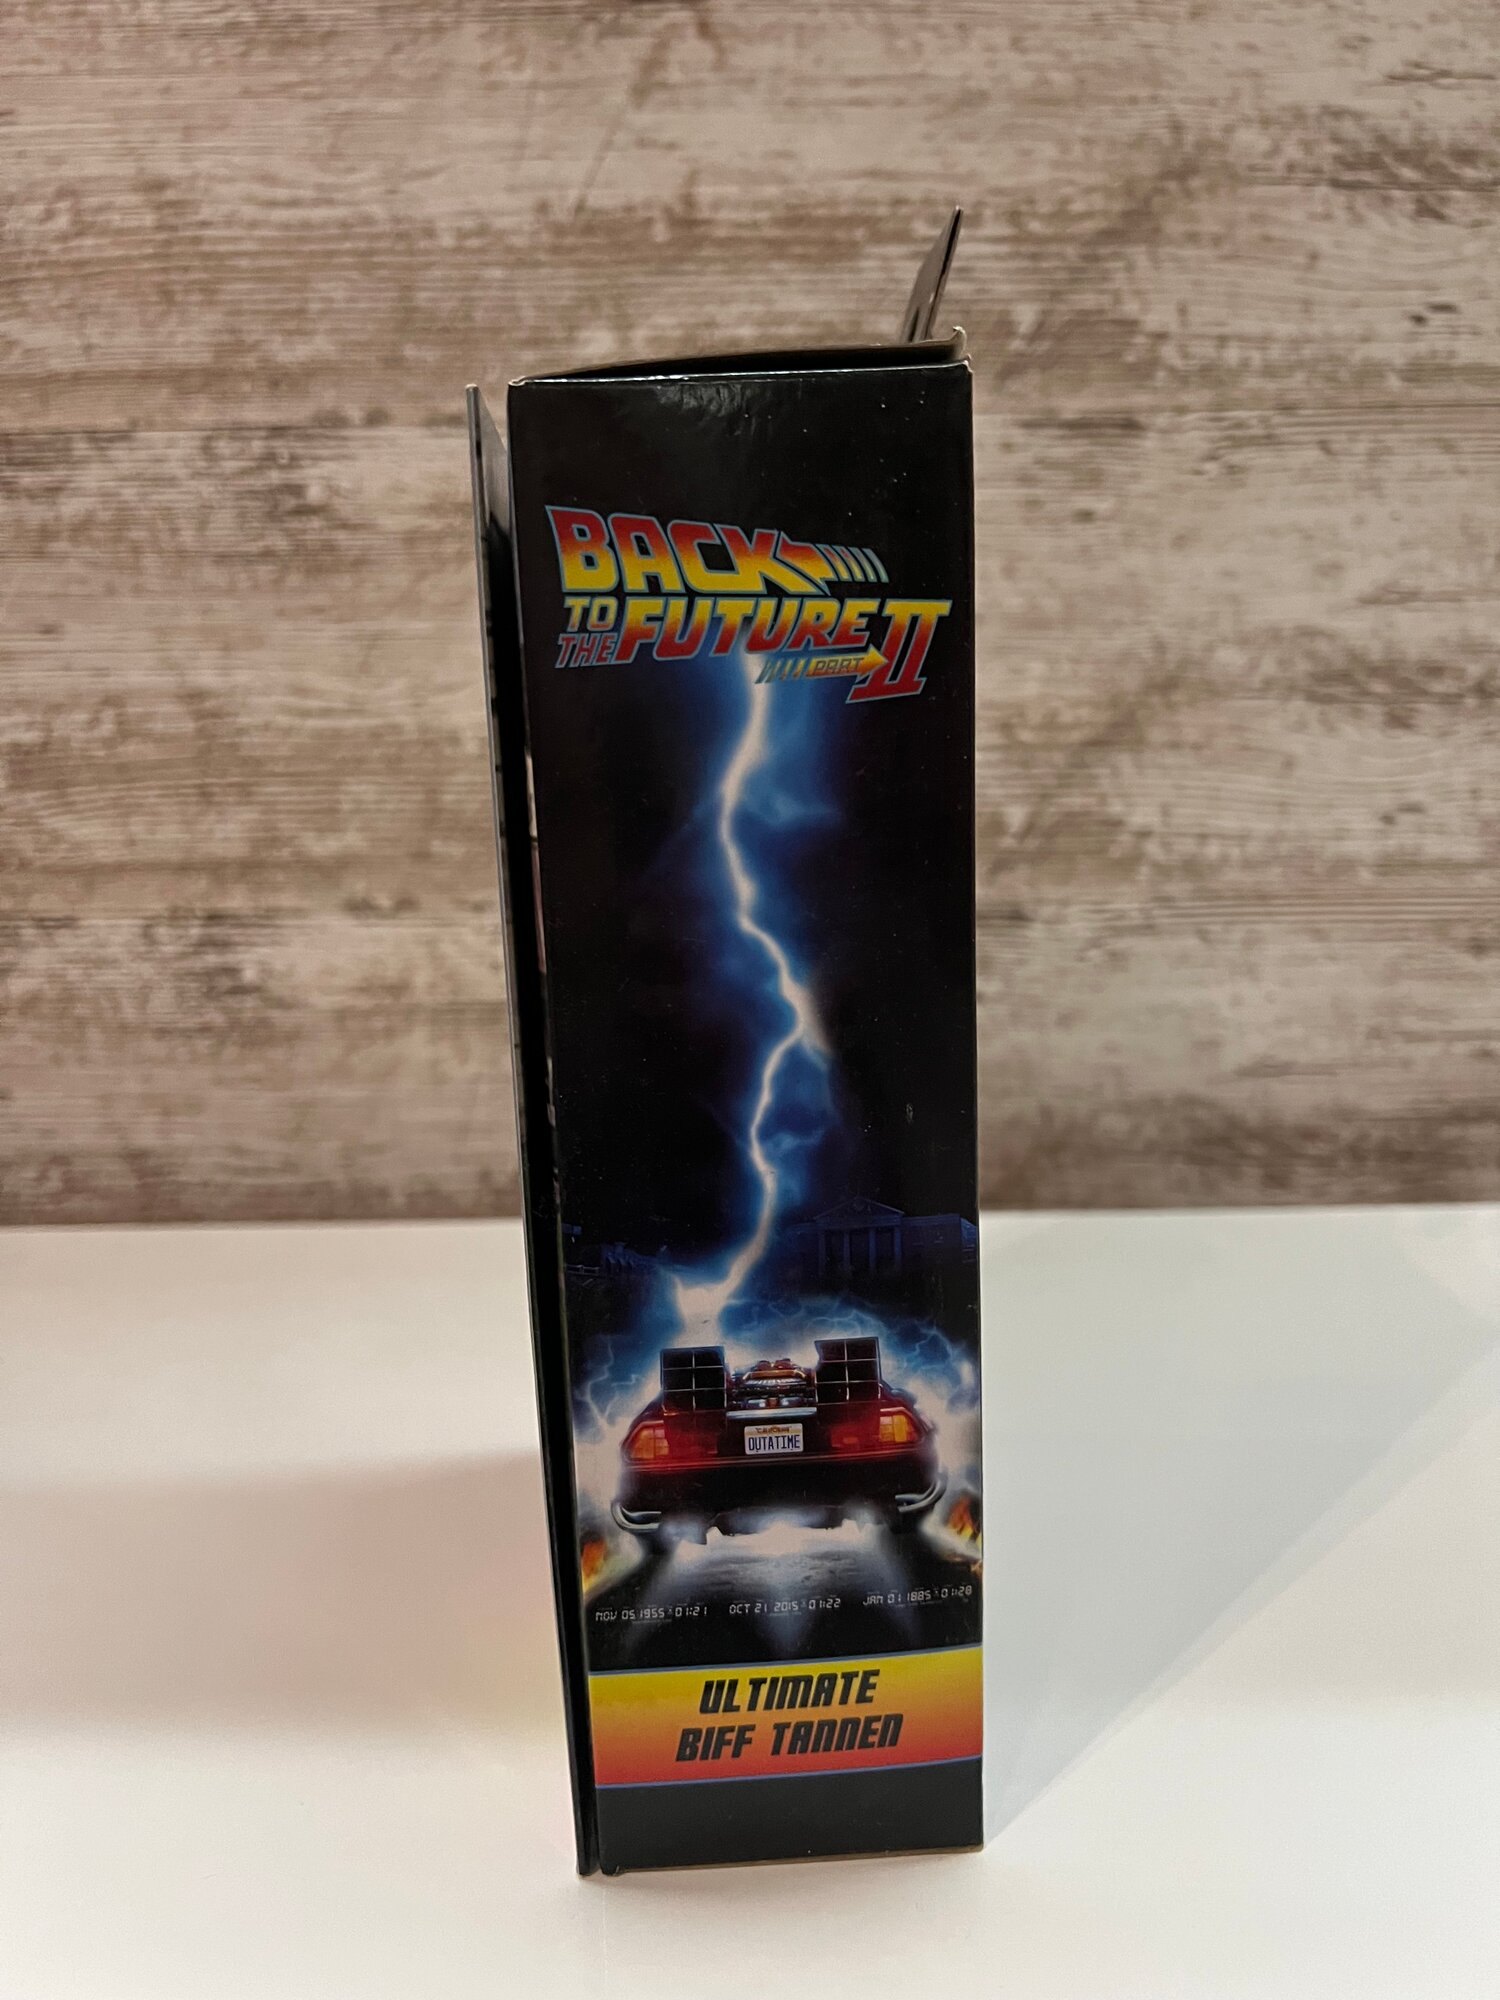 BACK
TO THE FUTURE II
PART
OUTATIME
NOV 05 1955 01:21 OCT 21 2015 01:22 JAN 01 1885 01:28
ULTIMATE
BIFF TANNEN